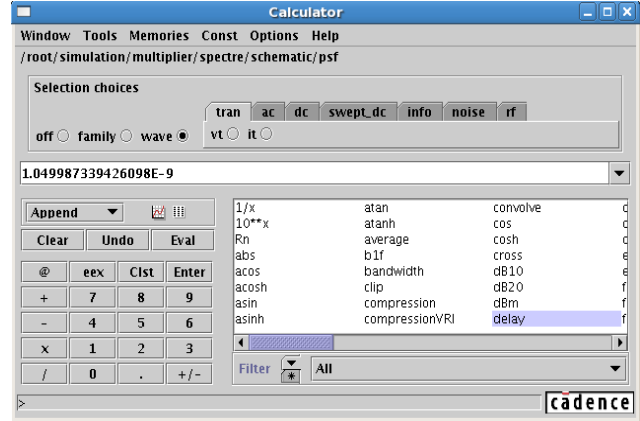 Calculator
Window Tools Memories Const Options Help
/root/simulation/multiplier/spectre/schematic/psf
Selection choices
tran ac dc swept_dc info noise rf
off family wave vt it
1.049987339426098E-9
Append
Clear Undo Eval
@ eex Clst Enter
+ 7 8 9
- 4 5 6
x 1 2 3
/ 0 . +/-
1/x atan convolve
10**x atanh cos
Rn average cosh
abs b1f cross
acos bandwidth dB10
acosh clip dB20
asin compression dBm
asinh compressionVRI delay
Filter * All
>
cādence